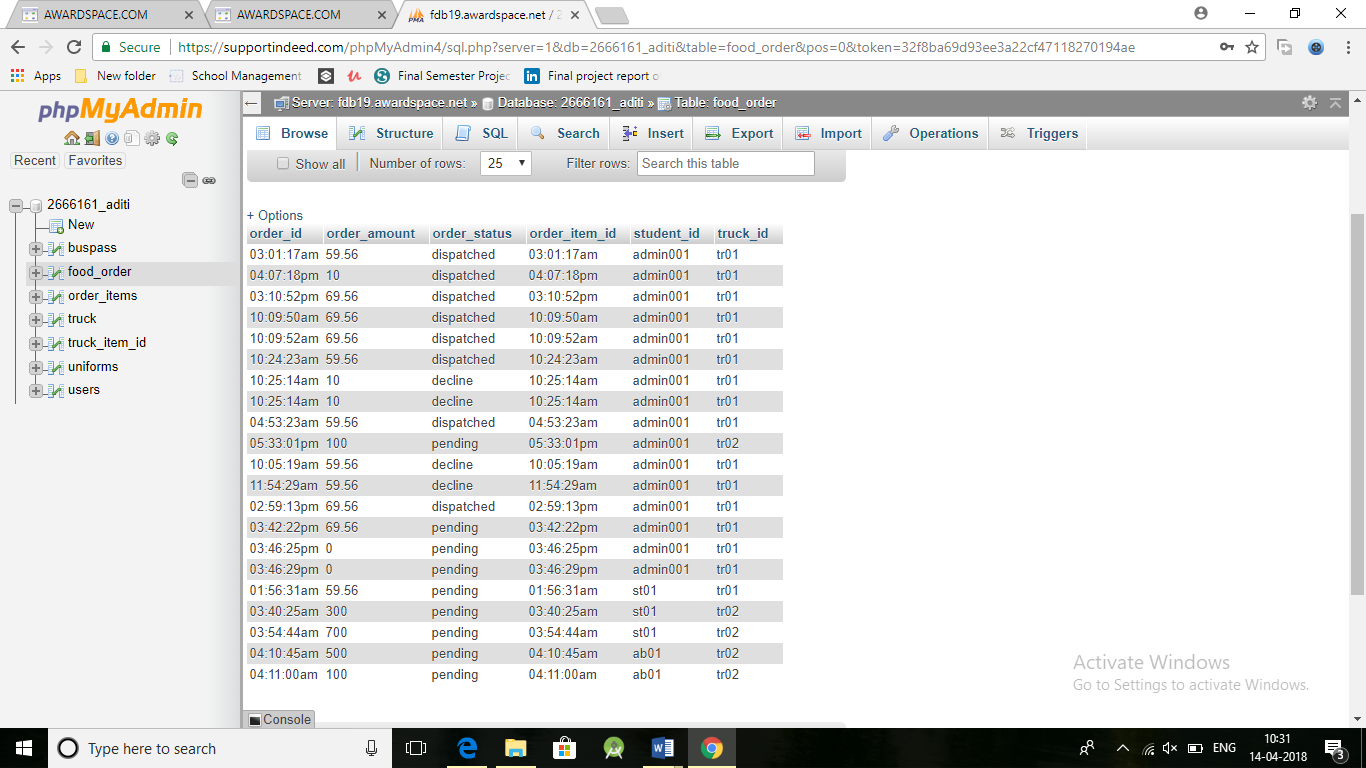 AWARDSPACE.COM AWARDSPACE.COM fdb19.awardspace.net / 2
Secure https://supportindeed.com/phpMyAdmin4/sql.php?server=1&db=2666161_aditi&table=food_order&pos=0&token=32f8ba69d93ee3a22cf47118270194ae
Apps New folder School Management Final Semester Projec Final project report o
phpMyAdmin
Recent Favorites
2666161_aditi
New
buspass
food_order
order_items
truck
truck_item_id
uniforms
users
Server: fdb19.awardspace.net » Database: 2666161_aditi » Table: food_order
Browse Structure SQL Search Insert Export Import Operations Triggers
Show all Number of rows: 25 Filter rows: Search this table
+ Options
order_id order_amount order_status order_item_id student_id truck_id
03:01:17am 59.56 dispatched 03:01:17am admin001 tr01
04:07:18pm 10 dispatched 04:07:18pm admin001 tr01
03:10:52pm 69.56 dispatched 03:10:52pm admin001 tr01
10:09:50am 69.56 dispatched 10:09:50am admin001 tr01
10:09:52am 69.56 dispatched 10:09:52am admin001 tr01
10:24:23am 59.56 dispatched 10:24:23am admin001 tr01
10:25:14am 10 decline 10:25:14am admin001 tr01
10:25:14am 10 decline 10:25:14am admin001 tr01
04:53:23am 59.56 dispatched 04:53:23am admin001 tr01
05:33:01pm 100 pending 05:33:01pm admin001 tr02
10:05:19am 59.56 decline 10:05:19am admin001 tr01
11:54:29am 59.56 decline 11:54:29am admin001 tr01
02:59:13pm 69.56 dispatched 02:59:13pm admin001 tr01
03:42:22pm 69.56 pending 03:42:22pm admin001 tr01
03:46:25pm 0 pending 03:46:25pm admin001 tr01
03:46:29pm 0 pending 03:46:29pm admin001 tr01
01:56:31am 59.56 pending 01:56:31am st01 tr01
03:40:25am 300 pending 03:40:25am st01 tr02
03:54:44am 700 pending 03:54:44am st01 tr02
04:10:45am 500 pending 04:10:45am ab01 tr02
04:11:00am 100 pending 04:11:00am ab01 tr02
Activate Windows
Go to Settings to activate Windows.
Console
Type here to search
ENG
10:31
14-04-2018
3